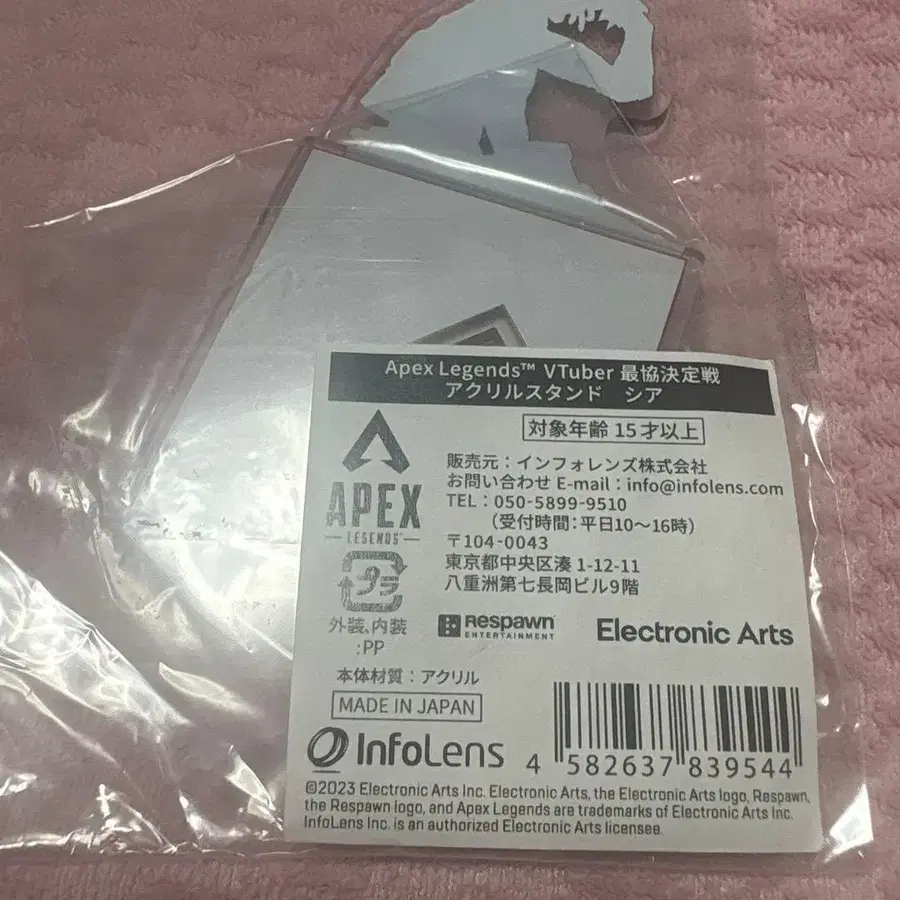 Apex Legends™ VTuber 最協決定戦
アクリルスタンド　シア
対象年齢 15才以上
販売元：インフォレンズ株式会社
お問い合わせ E-mail：info@infolens.com
TEL：050-5899-9510
（受付時間：平日10～16時）
〒104-0043
東京都中央区湊 1-12-11
八重洲第七長岡ビル9階
APEX
LEGENDS™
プラ
外装、内装
:PP
Respawn
ENTERTAINMENT
Electronic Arts
本体材質：アクリル
MADE IN JAPAN
InfoLens
4 582637 839544
©2023 Electronic Arts Inc. Electronic Arts, the Electronic Arts logo, Respawn,
the Respawn logo, and Apex Legends are trademarks of Electronic Arts Inc.
InfoLens Inc. is an authorized Electronic Arts licensee.